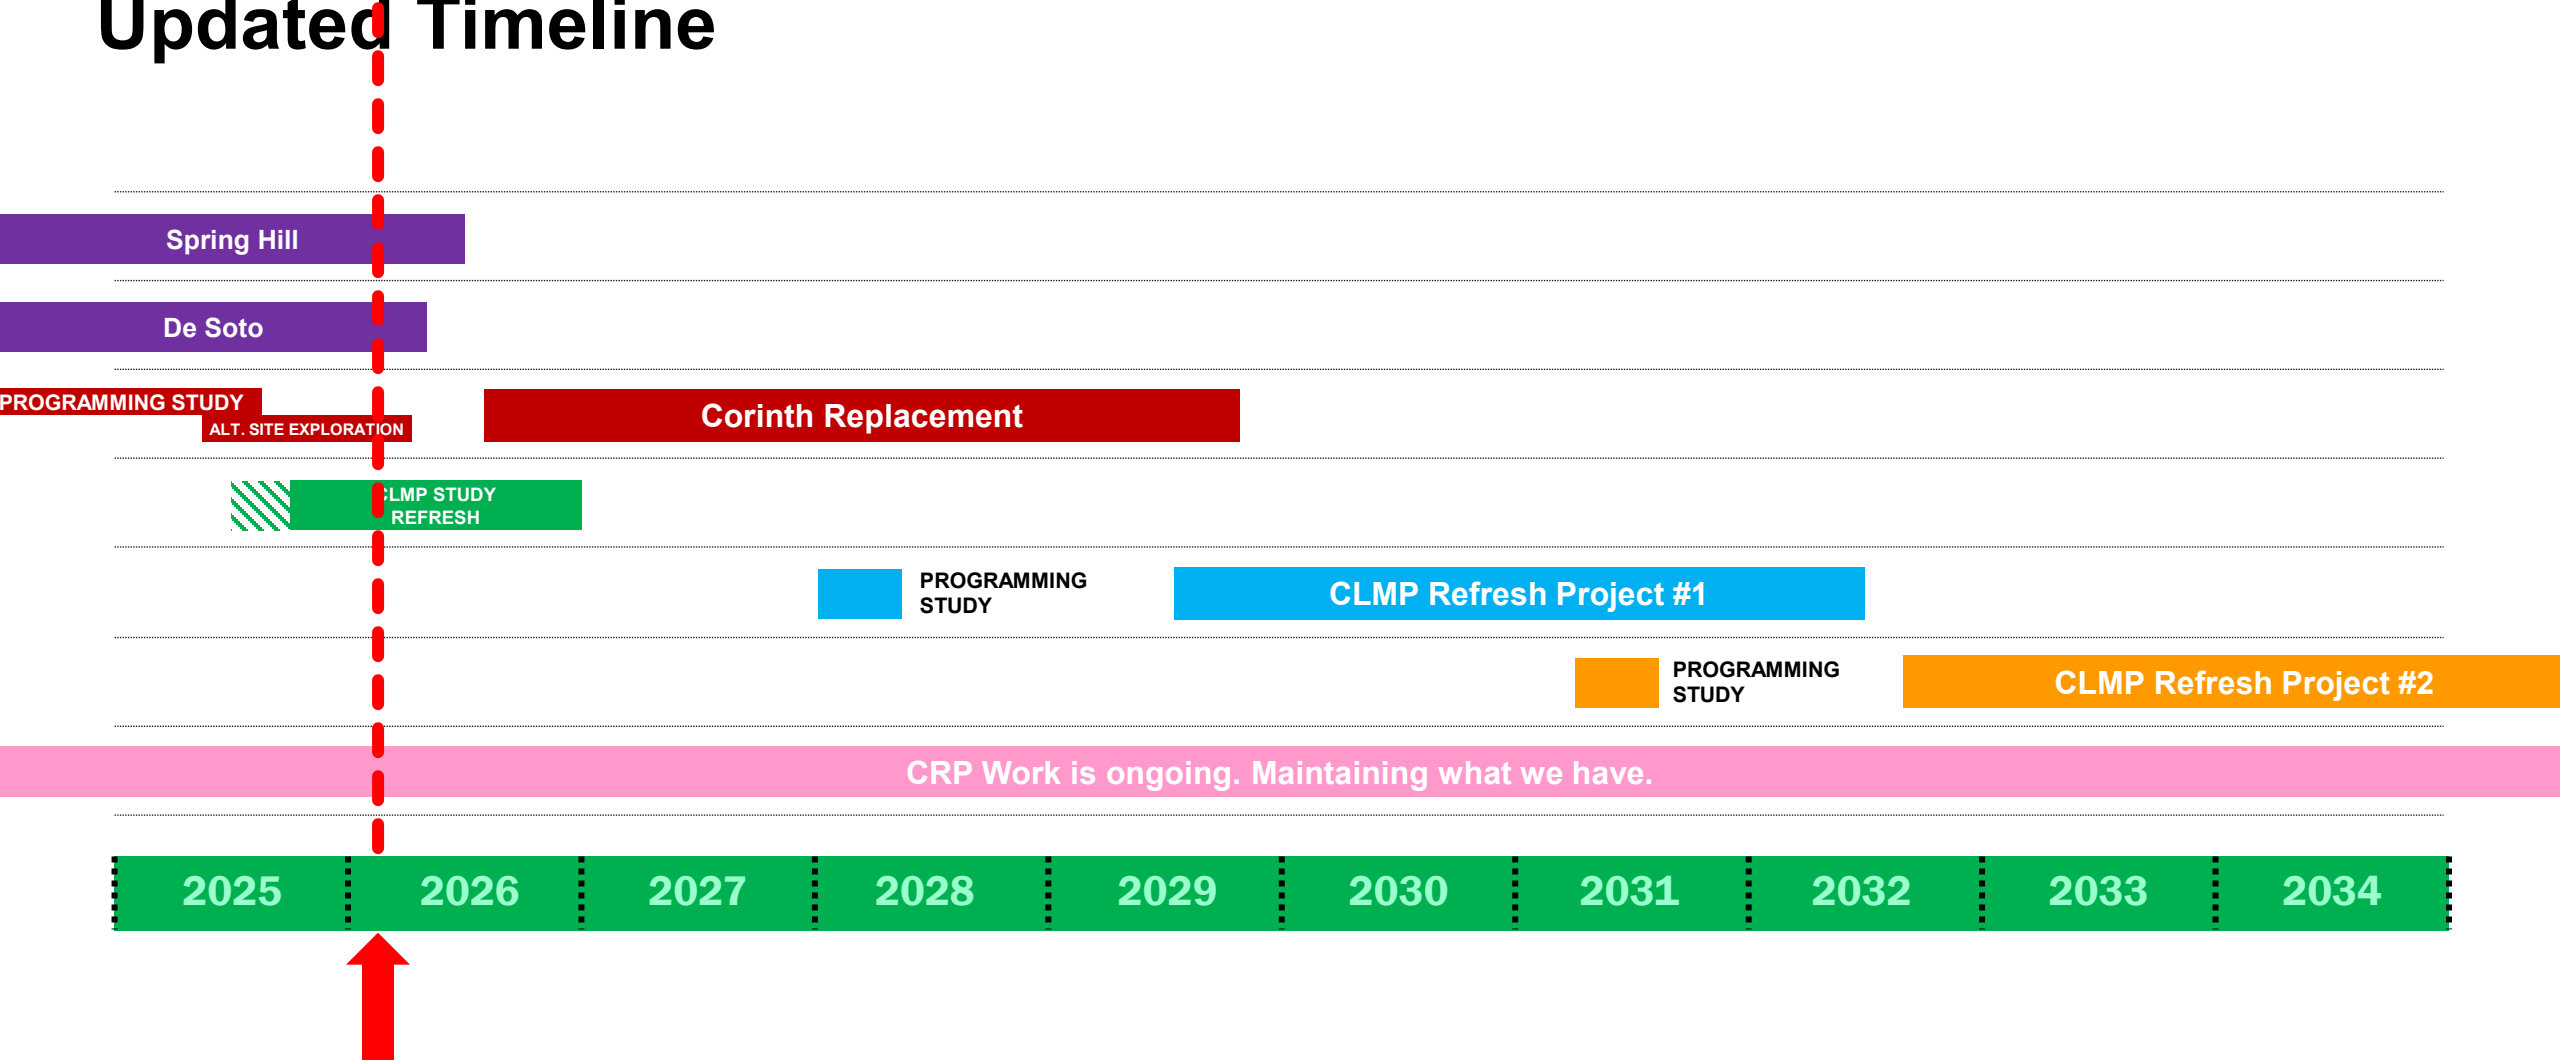 Updated Timeline
Spring Hill
De Soto
PROGRAMMING STUDY
ALT. SITE EXPLORATION
Corinth Replacement
CLMP STUDY
REFRESH
PROGRAMMING
STUDY
CLMP Refresh Project #1
PROGRAMMING
STUDY
CLMP Refresh Project #2
CRP Work is ongoing. Maintaining what we have.
2025 2026 2027 2028 2029 2030 2031 2032 2033 2034